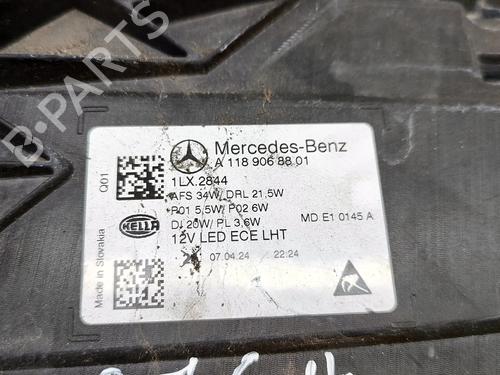 Mercedes-Benz
A 118 906 88 01
Q01
1LX.2844
AFS 34W/ DRL 21.5W
P01 5,5W/ P02 6W
DI 20W/ PL 3,6W
MD E1 0145 A
HELLA
12V LED ECE LHT
Made in Slovakia
07.04.24 22:24